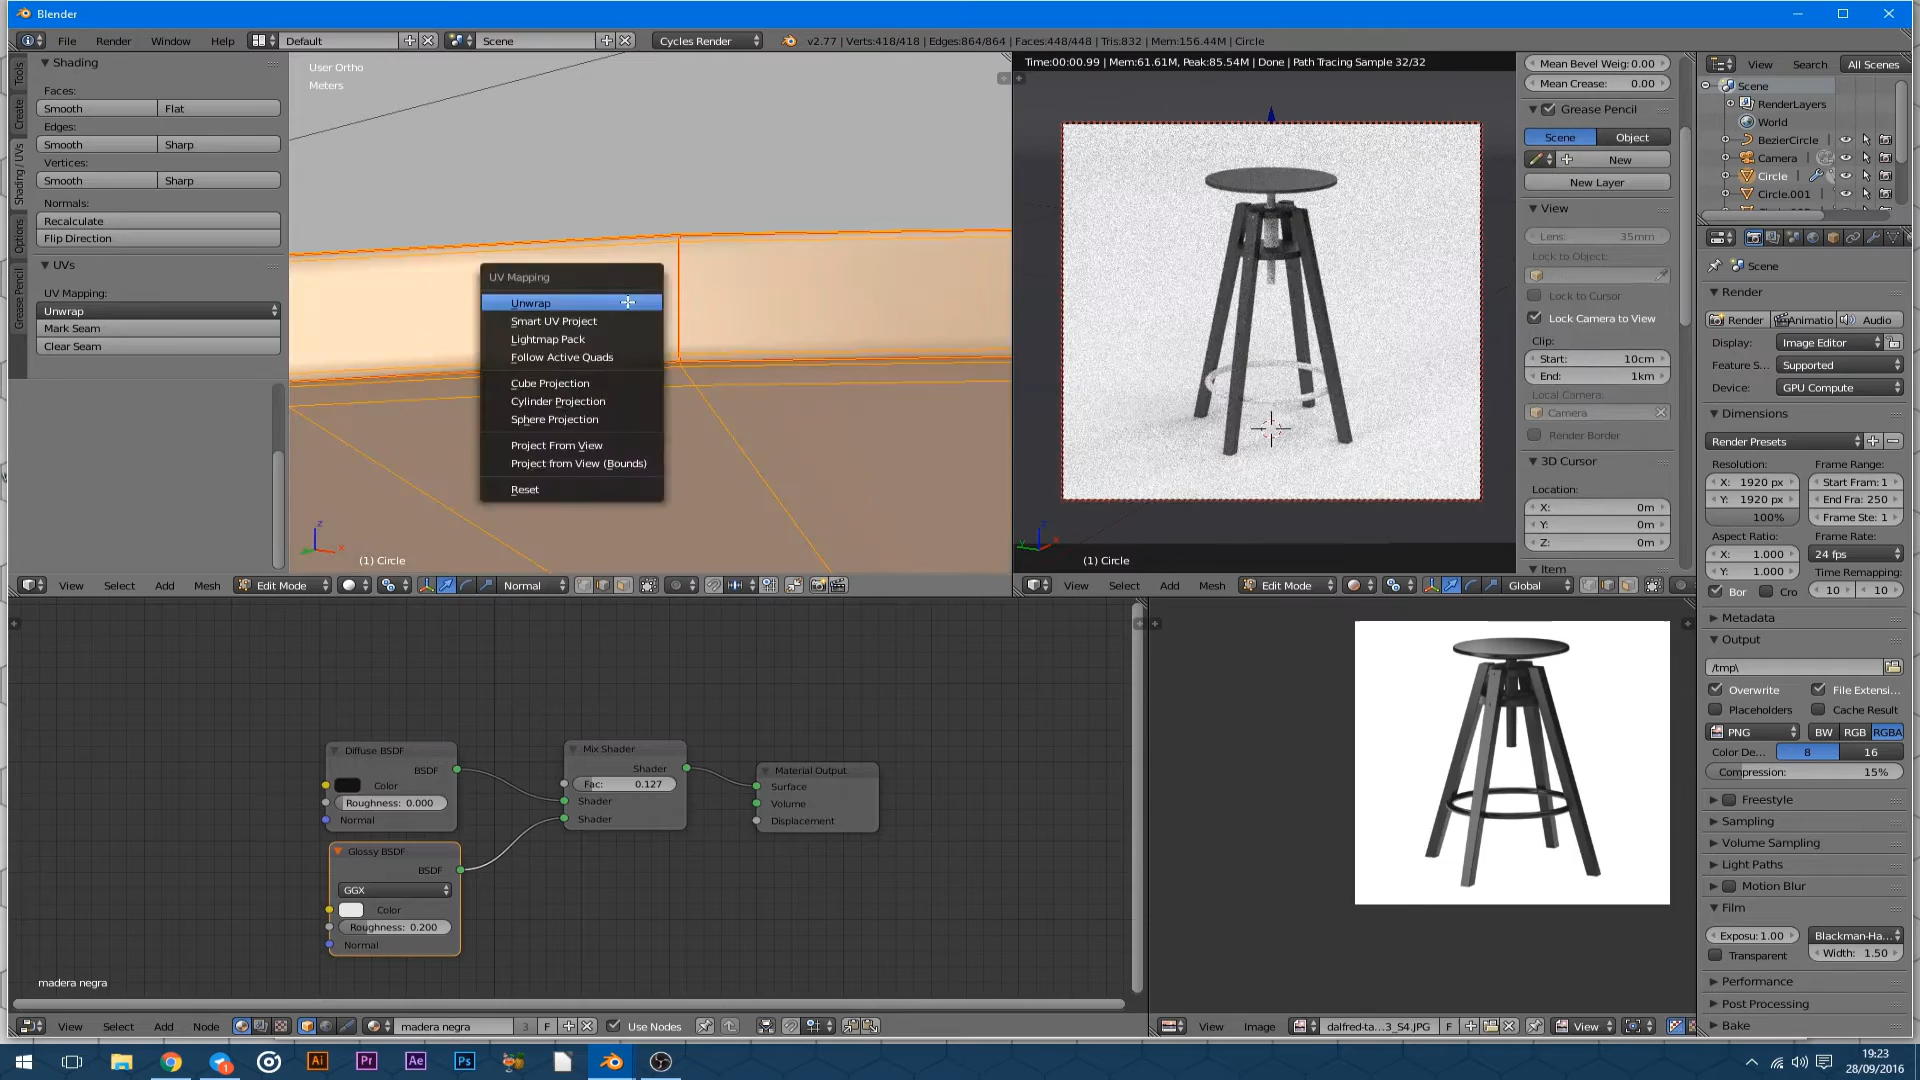 Blender
File Render Window Help Default Scene Cycles Render v2.77 | Verts:418/418 | Edges:864/864 | Faces:448/448 | Tris:832 | Mem:156.44M | Circle
Tools
Create
Shading / UVs
Options
Grease Pencil
Shading
Faces:
Smooth Flat
Edges:
Smooth Sharp
Vertices:
Smooth Sharp
Normals:
Recalculate
Flip Direction
UVs
UV Mapping:
Unwrap
Mark Seam
Clear Seam
User Ortho
Meters
UV Mapping
Unwrap
Smart UV Project
Lightmap Pack
Follow Active Quads
Cube Projection
Cylinder Projection
Sphere Projection
Project From View
Project from View (Bounds)
Reset
z
x
(1) Circle
View Select Add Mesh Edit Mode Normal
Time:00:00.99 | Mem:61.61M, Peak:85.54M | Done | Path Tracing Sample 32/32
(1) Circle
View Select Add Mesh Edit Mode Global
Mean Bevel Weig: 0.00
Mean Crease: 0.00
Grease Pencil
Scene Object
New
New Layer
View
Lens: 35mm
Lock to Object:
Lock to Cursor
Lock Camera to View
Clip:
Start: 10cm
End: 1km
Local Camera:
Camera
Render Border
3D Cursor
Location:
X: 0m
Y: 0m
Z: 0m
Item
View Search All Scenes
Scene
RenderLayers
World
BezierCircle
Camera
Circle
Circle.001
Scene
Render
Render Animatio Audio
Display: Image Editor
Feature S... Supported
Device: GPU Compute
Dimensions
Render Presets
Resolution: Frame Range:
X: 1920 px Start Fram: 1
Y: 1920 px End Fra: 250
100% Frame Ste: 1
Aspect Ratio: Frame Rate:
X: 1.000 24 fps
Y: 1.000 Time Remapping:
Bor Cro 10 10
Metadata
Output
/tmp\
Overwrite File Extensi...
Placeholders Cache Result
PNG BW RGB RGBA
Color De... 8 16
Compression: 15%
Freestyle
Sampling
Volume Sampling
Light Paths
Motion Blur
Film
Exposu: 1.00 Blackman-Ha...
Transparent Width: 1.50
Performance
Post Processing
Bake
Diffuse BSDF
BSDF
Color
Roughness: 0.000
Normal
Glossy BSDF
BSDF
GGX
Color
Roughness: 0.200
Normal
Mix Shader
Shader
Fac: 0.127
Shader
Shader
Material Output
Surface
Volume
Displacement
madera negra
View Select Add Node madera negra 3 F Use Nodes
View Image dalfred-ta...3_S4.JPG F View
Ai Pr Ae Ps
1
19:23
28/09/2016